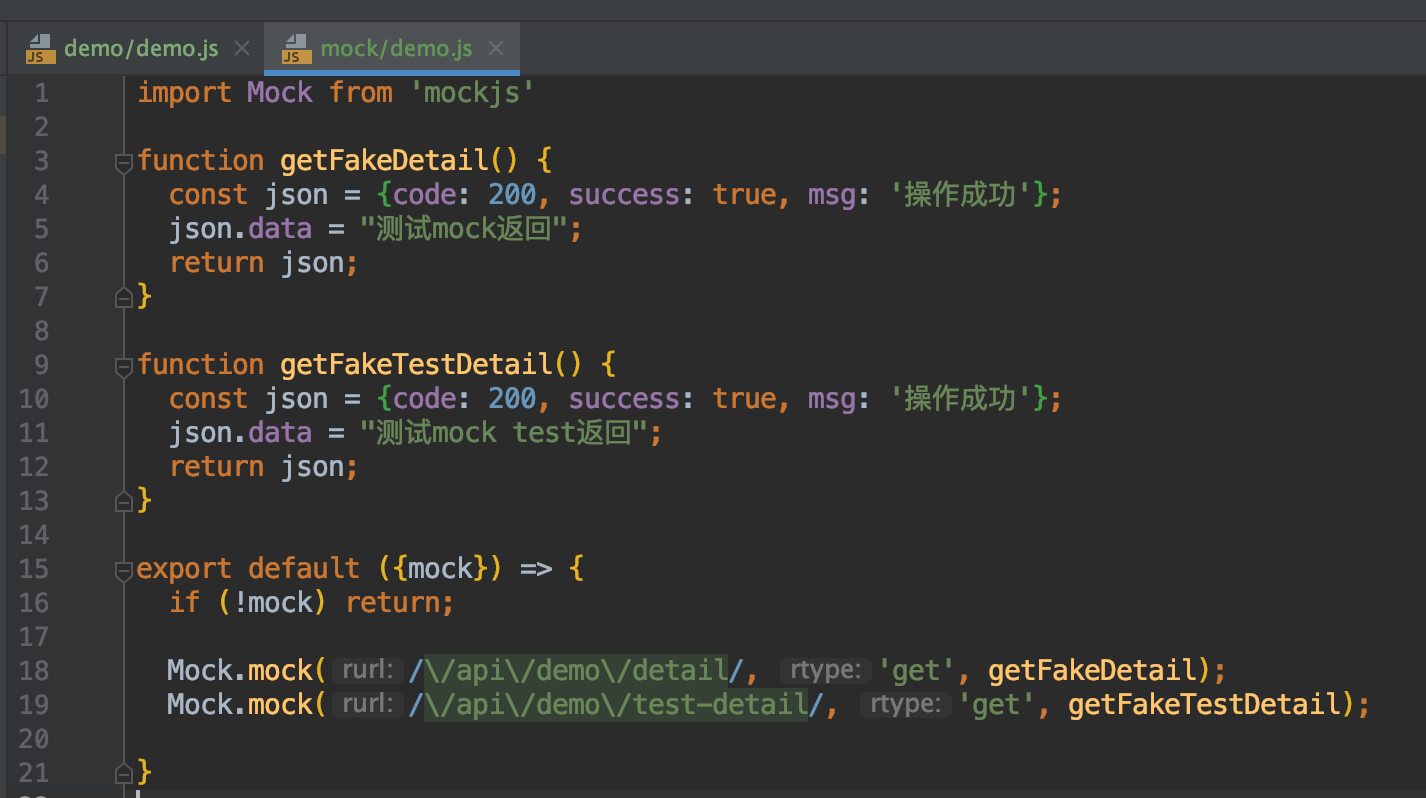 JS demo/demo.js × JS mock/demo.js ×
1 import Mock from 'mockjs'
2
3 function getFakeDetail() {
4   const json = {code: 200, success: true, msg: '操作成功'};
5   json.data = "测试mock返回";
6   return json;
7 }
8
9 function getFakeTestDetail() {
10   const json = {code: 200, success: true, msg: '操作成功'};
11   json.data = "测试mock test返回";
12   return json;
13 }
14
15 export default ({mock}) => {
16   if (!mock) return;
17
18   Mock.mock( rurl: /\/api\/demo\/detail/, rtype: 'get', getFakeDetail);
19   Mock.mock( rurl: /\/api\/demo\/test-detail/, rtype: 'get', getFakeTestDetail);
20
21 }